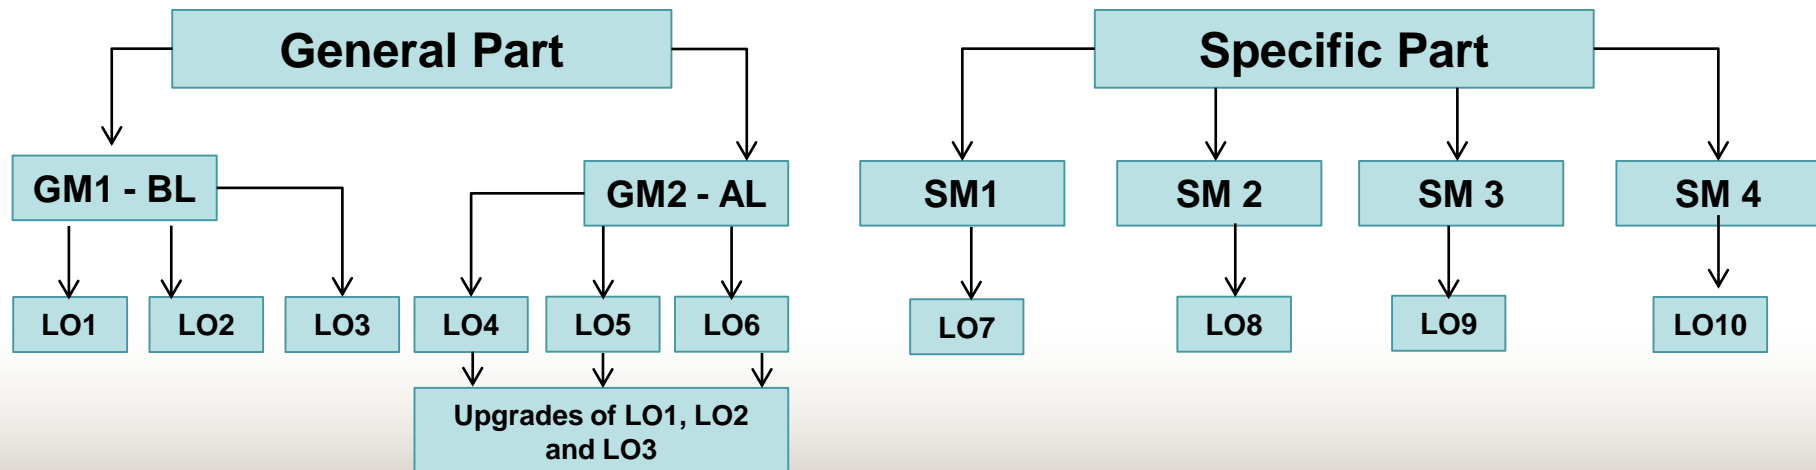 General Part
Specific Part
GM1 - BL
GM2 - AL
SM1
SM 2
SM 3
SM 4
LO1
LO2
LO3
LO4
LO5
LO6
LO7
LO8
LO9
LO10
Upgrades of LO1, LO2
and LO3